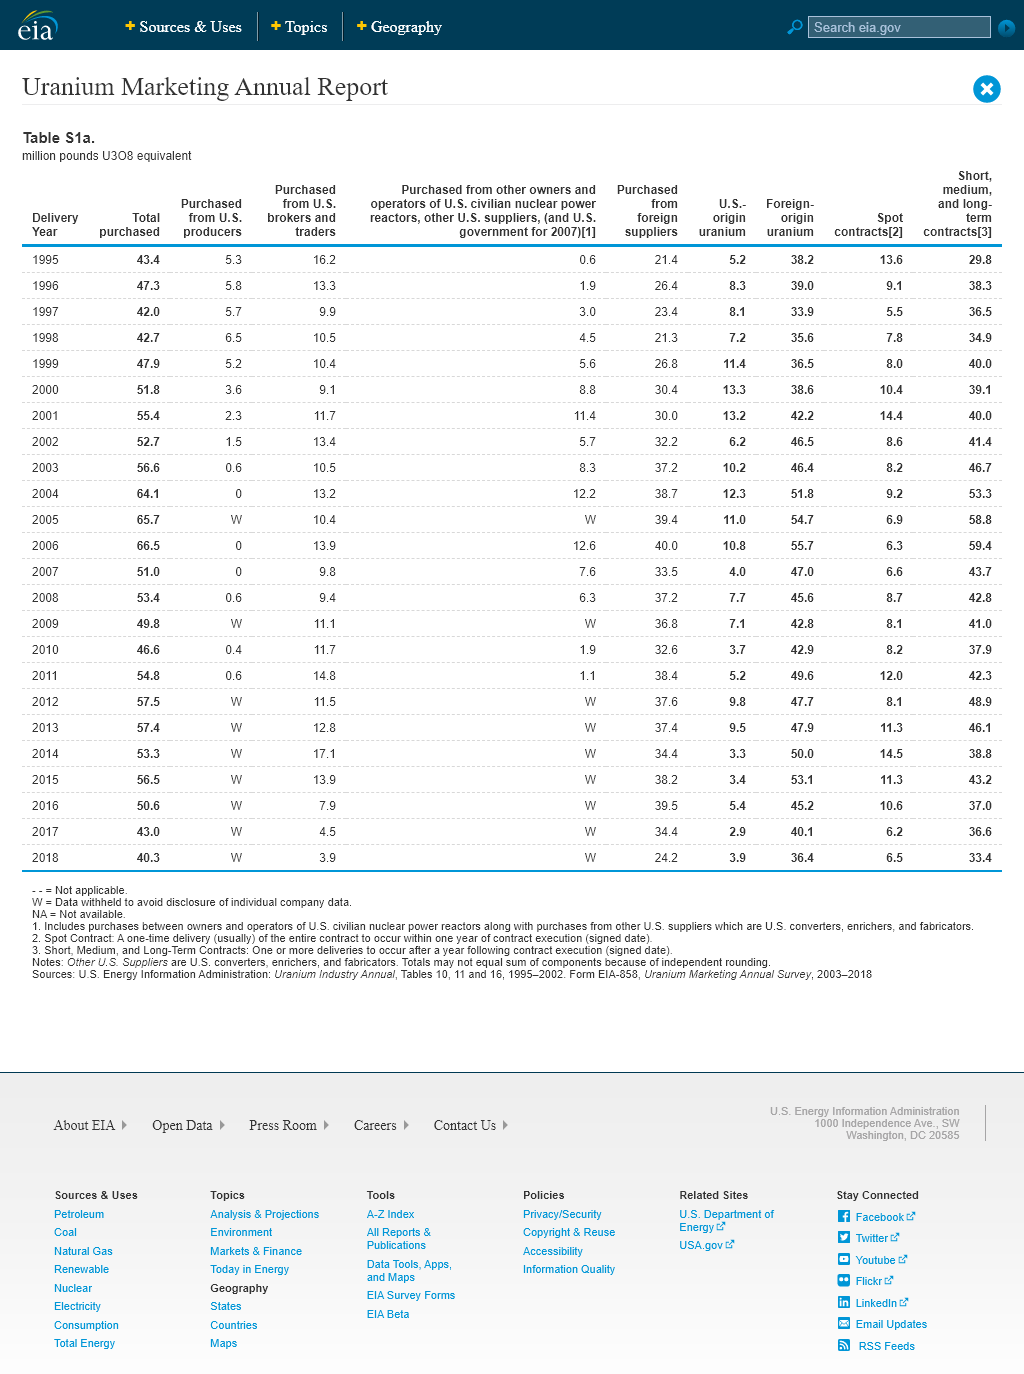 eia
Sources & Uses
Topics
Geography
Search eia.gov
Uranium Marketing Annual Report
Table S1a.
million pounds U3O8 equivalent
Delivery Year | Total purchased | Purchased from U.S. producers | Purchased from U.S. brokers and traders | Purchased from other owners and operators of U.S. civilian nuclear power reactors, other U.S. suppliers, (and U.S. government for 2007)[1] | Purchased from foreign suppliers | U.S.-origin uranium | Foreign-origin uranium | Spot contracts[2] | Short, medium, and long-term contracts[3]
1995 43.4 5.3 16.2 0.6 21.4 5.2 38.2 13.6 29.8
1996 47.3 5.8 13.3 1.9 26.4 8.3 39.0 9.1 38.3
1997 42.0 5.7 9.9 3.0 23.4 8.1 33.9 5.5 36.5
1998 42.7 6.5 10.5 4.5 21.3 7.2 35.6 7.8 34.9
1999 47.9 5.2 10.4 5.6 26.8 11.4 36.5 8.0 40.0
2000 51.8 3.6 9.1 8.8 30.4 13.3 38.6 10.4 39.1
2001 55.4 2.3 11.7 11.4 30.0 13.2 42.2 14.4 40.0
2002 52.7 1.5 13.4 5.7 32.2 6.2 46.5 8.6 41.4
2003 56.6 0.6 10.5 8.3 37.2 10.2 46.4 8.2 46.7
2004 64.1 0 13.2 12.2 38.7 12.3 51.8 9.2 53.3
2005 65.7 W 10.4 W 39.4 11.0 54.7 6.9 58.8
2006 66.5 0 13.9 12.6 40.0 10.8 55.7 6.3 59.4
2007 51.0 0 9.8 7.6 33.5 4.0 47.0 6.6 43.7
2008 53.4 0.6 9.4 6.3 37.2 7.7 45.6 8.7 42.8
2009 49.8 W 11.1 W 36.8 7.1 42.8 8.1 41.0
2010 46.6 0.4 11.7 1.9 32.6 3.7 42.9 8.2 37.9
2011 54.8 0.6 14.8 1.1 38.4 5.2 49.6 12.0 42.3
2012 57.5 W 11.5 W 37.6 9.8 47.7 8.1 48.9
2013 57.4 W 12.8 W 37.4 9.5 47.9 11.3 46.1
2014 53.3 W 17.1 W 34.4 3.3 50.0 14.5 38.8
2015 56.5 W 13.9 W 38.2 3.4 53.1 11.3 43.2
2016 50.6 W 7.9 W 39.5 5.4 45.2 10.6 37.0
2017 43.0 W 4.5 W 34.4 2.9 40.1 6.2 36.6
2018 40.3 W 3.9 W 24.2 3.9 36.4 6.5 33.4
- - = Not applicable.
W = Data withheld to avoid disclosure of individual company data.
NA = Not available.
1. Includes purchases between owners and operators of U.S. civilian nuclear power reactors along with purchases from other U.S. suppliers which are U.S. converters, enrichers, and fabricators.
2. Spot Contract: A one-time delivery (usually) of the entire contract to occur within one year of contract execution (signed date).
3. Short, Medium, and Long-Term Contracts: One or more deliveries to occur after a year following contract execution (signed date).
Notes: Other U.S. Suppliers are U.S. converters, enrichers, and fabricators. Totals may not equal sum of components because of independent rounding.
Sources: U.S. Energy Information Administration: Uranium Industry Annual, Tables 10, 11 and 16, 1995–2002. Form EIA-858, Uranium Marketing Annual Survey, 2003–2018
About EIA
Open Data
Press Room
Careers
Contact Us
U.S. Energy Information Administration
1000 Independence Ave., SW
Washington, DC 20585
Sources & Uses
Petroleum
Coal
Natural Gas
Renewable
Nuclear
Electricity
Consumption
Total Energy
Topics
Analysis & Projections
Environment
Markets & Finance
Today in Energy
Geography
States
Countries
Maps
Tools
A-Z Index
All Reports &
Publications
Data Tools, Apps,
and Maps
EIA Survey Forms
EIA Beta
Policies
Privacy/Security
Copyright & Reuse
Accessibility
Information Quality
Related Sites
U.S. Department of
Energy
USA.gov
Stay Connected
Facebook
Twitter
Youtube
Flickr
LinkedIn
Email Updates
RSS Feeds